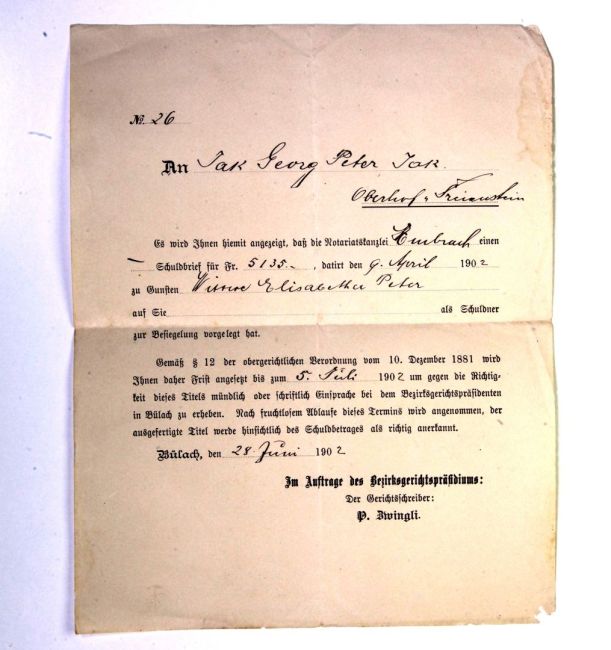 No. 26
An Jak Georg Peter Jak.
Oberhof, Freienstein
Es wird Ihnen hiemit angezeigt, daß die Notariatskanzlei Embrach einen
— Schuldbrief für Fr. 5135.-, datirt den 9. April 1902
zu Gunsten Wittwe Elisabetha Peter
auf Sie als Schuldner
zur Besiegelung vorgelegt hat.
Gemäß § 12 der obergerichtlichen Verordnung vom 10. Dezember 1881 wird
Ihnen daher Frist angesetzt bis zum 5. Juli 1902 um gegen die Richtig-
keit dieses Titels mündlich oder schriftlich Einsprache bei dem Bezirksgerichtspräsidenten
in Bülach zu erheben. Nach fruchtlosem Ablaufe dieses Termins wird angenommen, der
ausgefertigte Titel werde hinsichtlich des Schuldbetrages als richtig anerkannt.
Bülach, den 28. Juni 1902
Im Auftrage des Bezirksgerichtspräsidiums:
Der Gerichtsschreiber:
P. Zwingli.